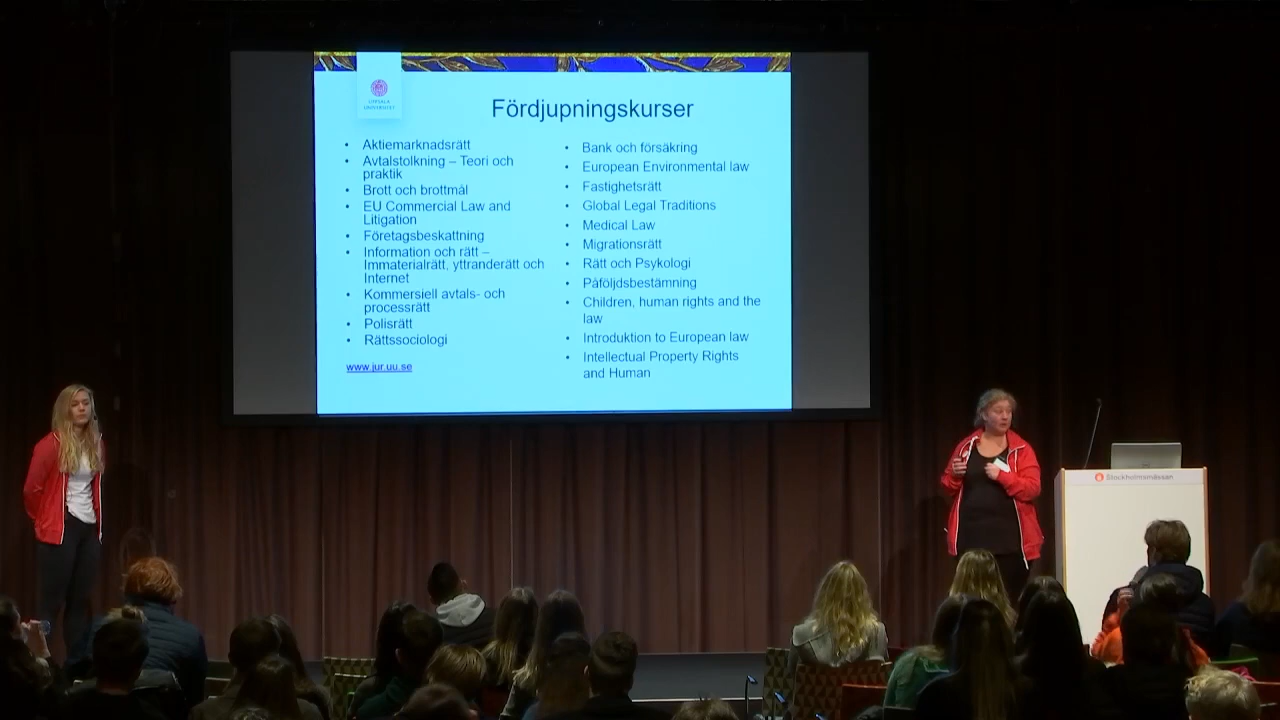 UPPSALA
UNIVERSITET
Fördjupningskurser
• Aktiemarknadsrätt
• Avtalstolkning – Teori och
praktik
• Brott och brottmål
• EU Commercial Law and
Litigation
• Företagsbeskattning
• Information och rätt –
Immaterialrätt, yttranderätt och
Internet
• Kommersiell avtals- och
processrätt
• Polisrätt
• Rättssociologi
www.jur.uu.se
• Bank och försäkring
• European Environmental law
• Fastighetsrätt
• Global Legal Traditions
• Medical Law
• Migrationsrätt
• Rätt och Psykologi
• Påföljdsbestämning
• Children, human rights and the
law
• Introduktion to European law
• Intellectual Property Rights
and Human
Stockholmsmässan